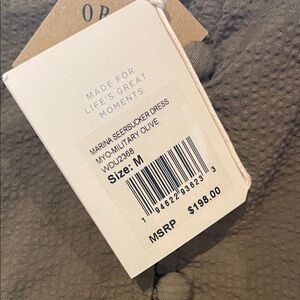 OR
MADE FOR
LIFE'S GREAT
MOMENTS
MARINA SEERSUCKER DRESS
MYO-MILITARY OLIVE
WDU2368
Size: M
1 94622 93623 3
MSRP $198.00